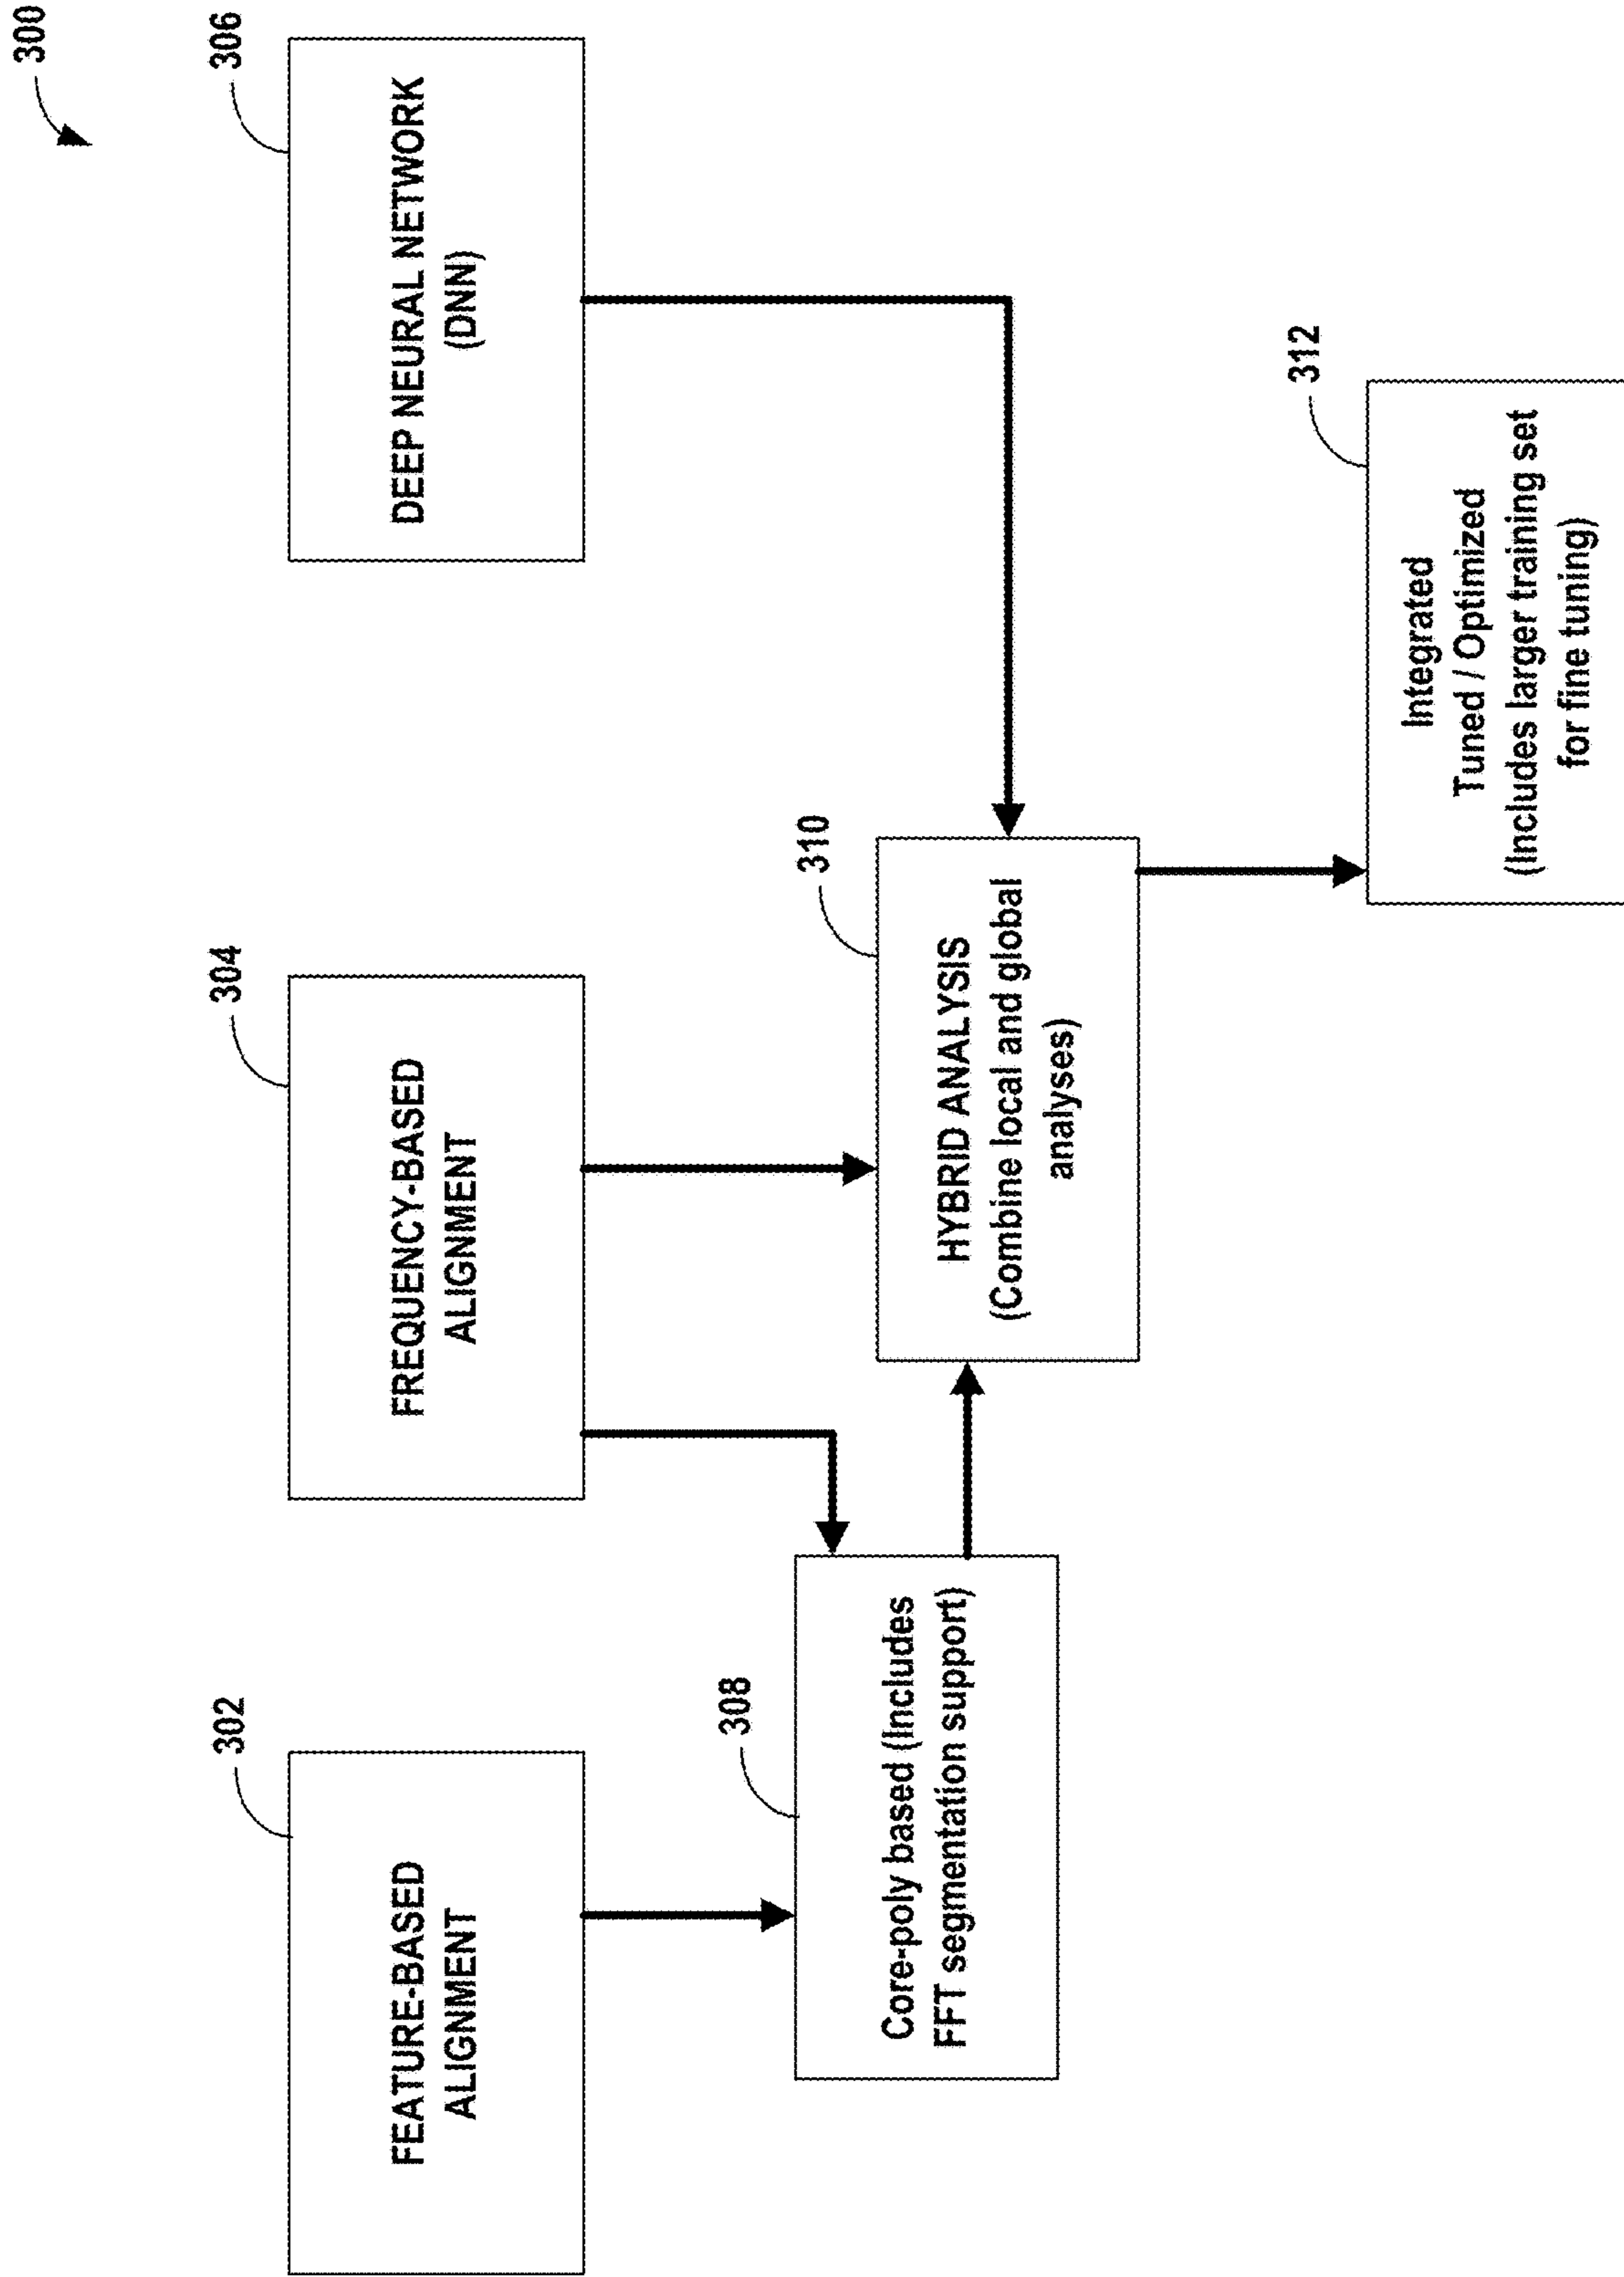 300
302
FEATURE-BASED
ALIGNMENT
304
FREQUENCY-BASED
ALIGNMENT
306
DEEP NEURAL NETWORK
(DNN)
308
Core-poly based (Includes
FFT segmentation support)
310
HYBRID ANALYSIS
(Combine local and global
analyses)
312
Integrated
Tuned / Optimized
(Includes larger training set
for fine tuning)